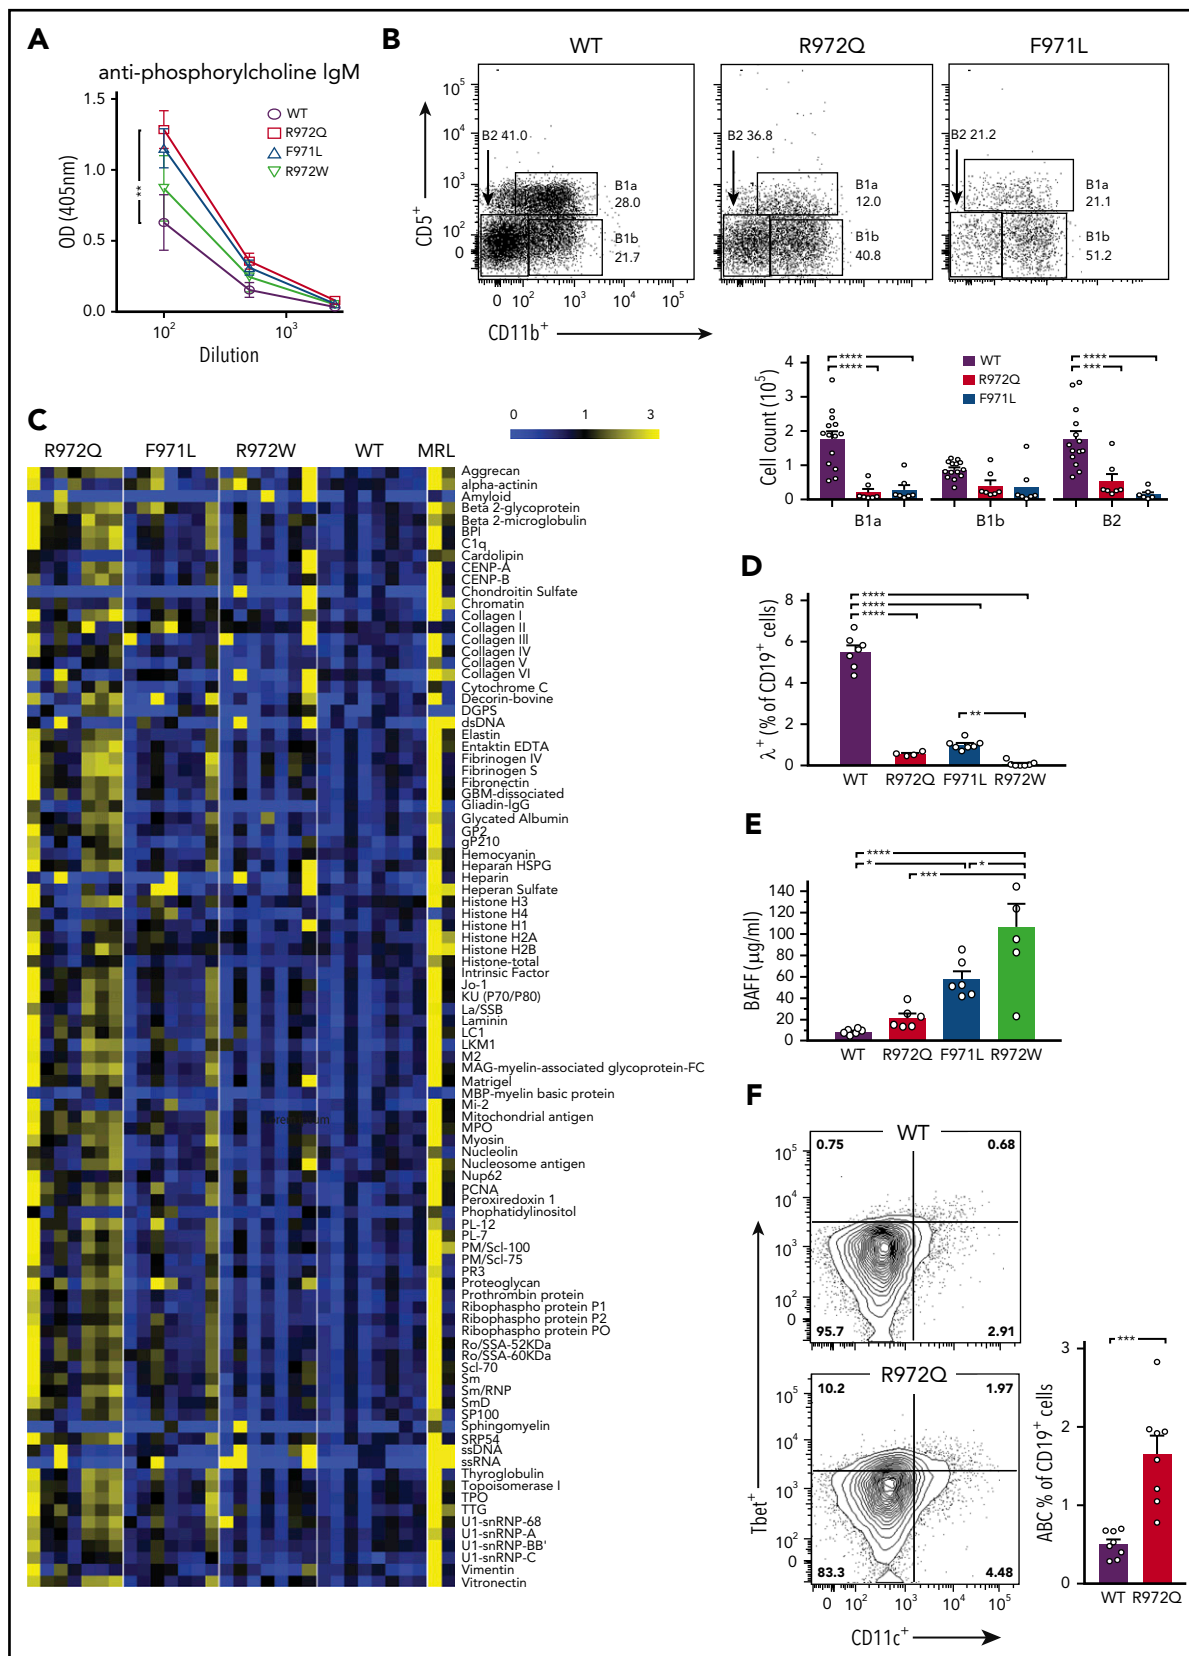 A
anti-phosphorylcholine IgM
1.5
1.0
0.5
0.0
OD (405nm)
**
WT
R972Q
F971L
R972W
10²
10³
Dilution
B
WT
R972Q
F971L
10⁵
10⁴
10³
10²
0
CD5⁺
B2 41.0
B1a
28.0
B1b
21.7
B2 36.8
B1a
12.0
B1b
40.8
B2 21.2
B1a
21.1
B1b
51.2
0 10² 10³ 10⁴ 10⁵
CD11b⁺
4
3
2
1
0
Cell count (10⁵)
****
****
****
***
WT
R972Q
F971L
B1a
B1b
B2
C
0 1 3
R972Q F971L R972W WT MRL
Aggrecan
alpha-actinin
Amyloid
Beta 2-glycoprotein
Beta 2-microglobulin
BPI
C1q
Cardolipin
CENP-A
CENP-B
Chondroitin Sulfate
Chromatin
Collagen I
Collagen II
Collagen III
Collagen IV
Collagen V
Collagen VI
Cytochrome C
Decorin-bovine
DGPS
dsDNA
Elastin
Entaktin EDTA
Fibrinogen IV
Fibrinogen S
Fibronectin
GBM-dissociated
Gliadin-IgG
Glycated Albumin
GP2
gP210
Hemocyanin
Heparan HSPG
Heparin
Heperan Sulfate
Histone H3
Histone H4
Histone H1
Histone H2A
Histone H2B
Histone-total
Intrinsic Factor
Jo-1
KU (P70/P80)
La/SSB
Laminin
LC1
LKM1
M2
MAG-myelin-associated glycoprotein-FC
Matrigel
MBP-myelin basic protein
Mi-2
Mitochondrial antigen
MPO
Myosin
Nucleolin
Nucleosome antigen
Nup62
PCNA
Peroxiredoxin 1
Phophatidylinositol
PL-12
PL-7
PM/Scl-100
PM/Scl-75
PR3
Proteoglycan
Prothrombin protein
Ribophaspho protein P1
Ribophaspho protein P2
Ribophaspho protein PO
Ro/SSA-52KDa
Ro/SSA-60KDa
Scl-70
Sm
Sm/RNP
SmD
SP100
Sphingomyelin
SRP54
ssDNA
ssRNA
Thyroglobulin
Topoisomerase I
TPO
TTG
U1-snRNP-68
U1-snRNP-A
U1-snRNP-BB'
U1-snRNP-C
Vimentin
Vitronectin
D
****
****
****
**
8
6
4
2
0
λ⁺ (% of CD19⁺ cells)
WT R972Q F971L R972W
E
****
* *
***
140
120
100
80
60
40
20
0
BAFF (µg/ml)
WT R972Q F971L R972W
F
WT
0.75 0.68
10⁵
10⁴
10³
10²
0
95.7 2.91
R972Q
10.2 1.97
10⁵
10⁴
10³
10²
0
83.3 4.48
Tbet⁺
0 10² 10³ 10⁴ 10⁵
CD11c⁺
***
3
2
1
0
ABC % of CD19⁺ cells
WT R972Q